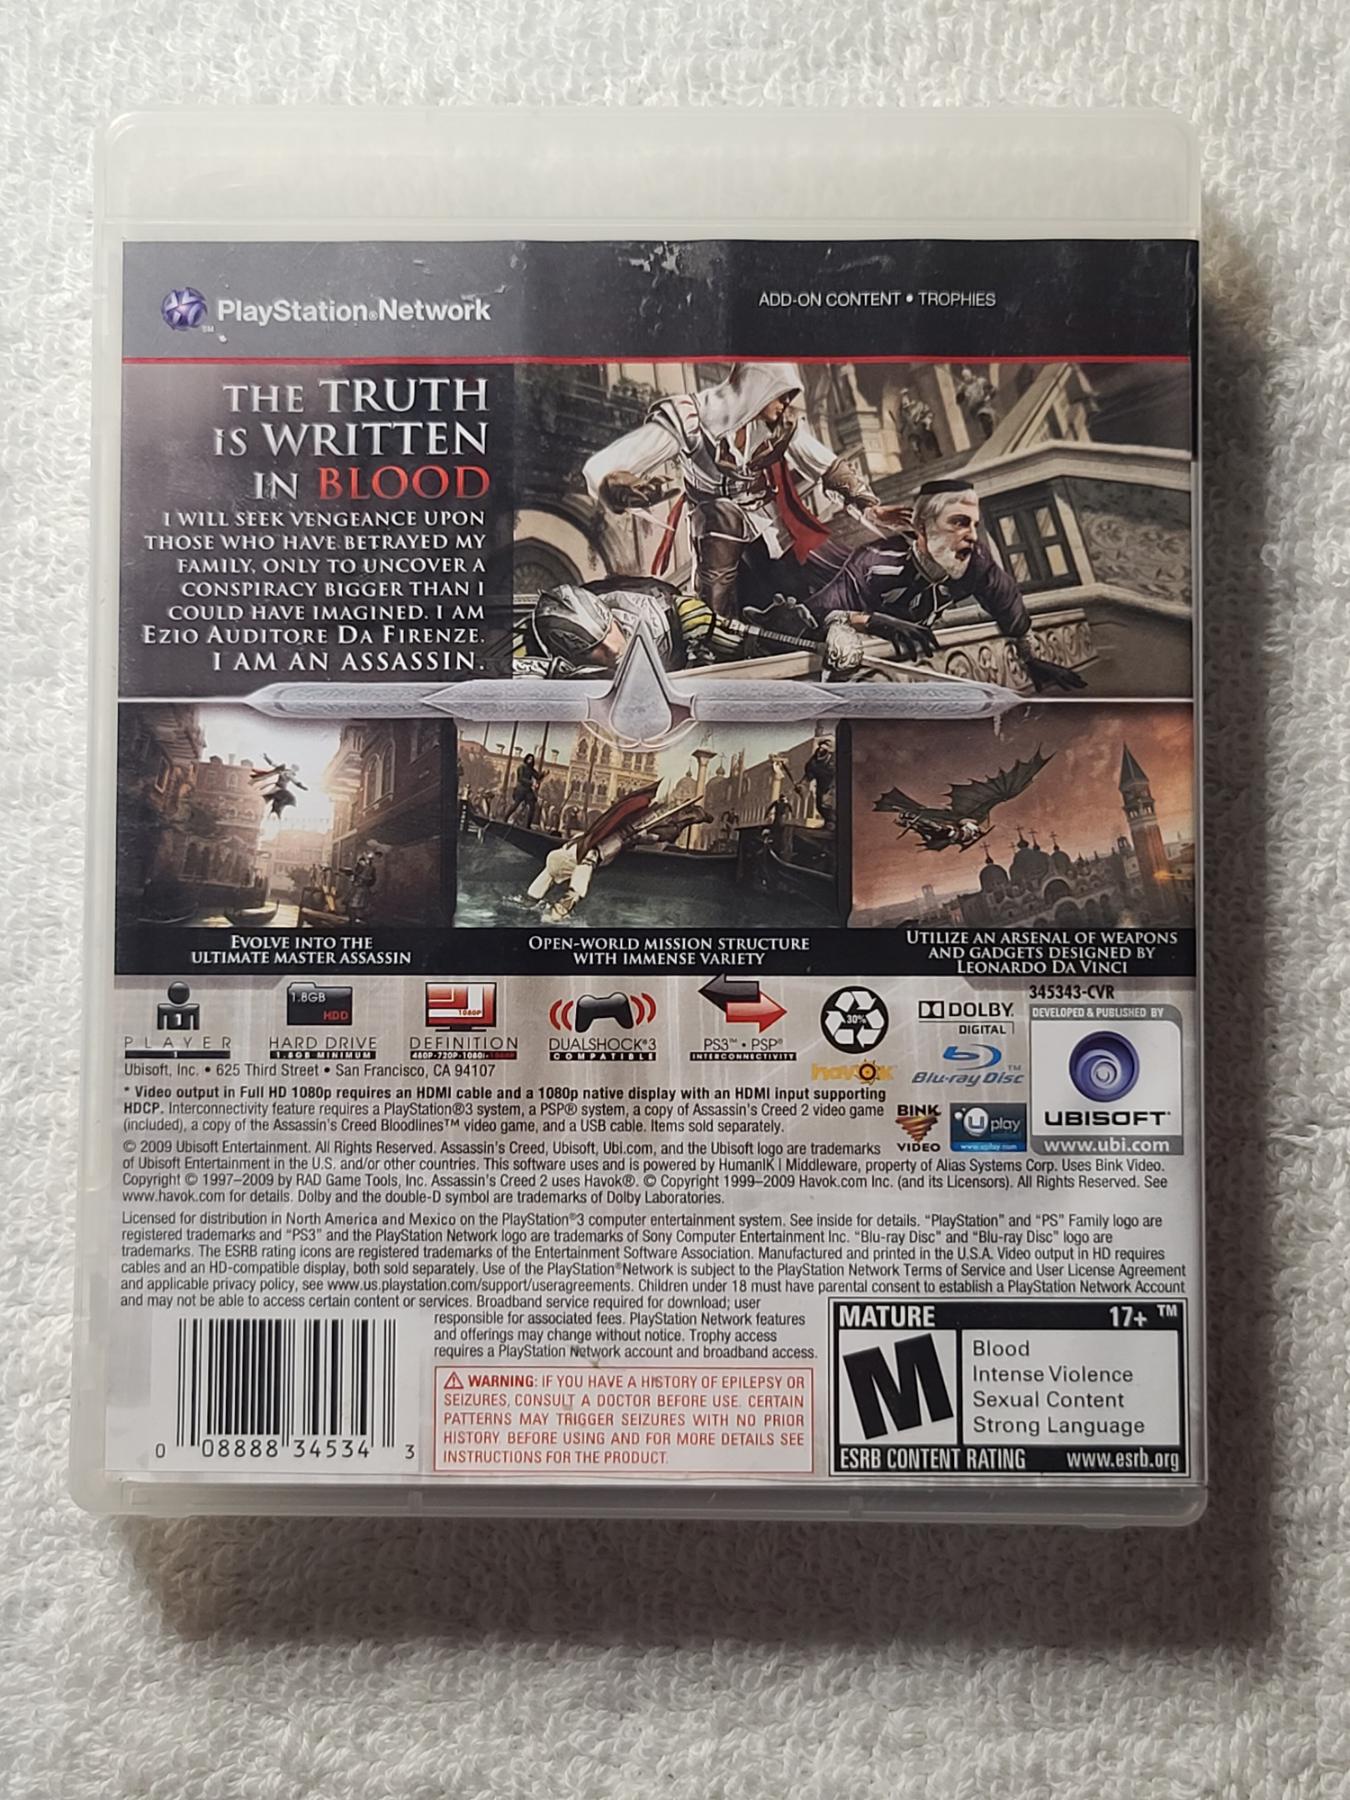 PlayStation®Network
SM
ADD-ON CONTENT • TROPHIES
THE TRUTH
iS WRITTEN
IN BLOOD
I WILL SEEK VENGEANCE UPON
THOSE WHO HAVE BETRAYED MY
FAMILY, ONLY TO UNCOVER A
CONSPIRACY BIGGER THAN I
COULD HAVE IMAGINED. I AM
EZIO AUDITORE DA FIRENZE.
I AM AN ASSASSIN.
EVOLVE INTO THE
ULTIMATE MASTER ASSASSIN
OPEN-WORLD MISSION STRUCTURE
WITH IMMENSE VARIETY
UTILIZE AN ARSENAL OF WEAPONS
AND GADGETS DESIGNED BY
LEONARDO DA VINCI
345343-CVR
1
PLAYER
1
1.8GB
HDD
HARD DRIVE
1.8GB MINIMUM
1080P
DEFINITION
480P•720P•1080i•1080P
DUALSHOCK®3
COMPATIBLE
PS3™ • PSP®
INTERCONNECTIVITY
30%
havok
DOLBY
DIGITAL
Blu-ray Disc™
BINK
VIDEO
Uplay
www.uplay.com
DEVELOPED & PUBLISHED BY
UBISOFT®
www.ubi.com
Ubisoft, Inc. • 625 Third Street • San Francisco, CA 94107
* Video output in Full HD 1080p requires an HDMI cable and a 1080p native display with an HDMI input supporting
HDCP. Interconnectivity feature requires a PlayStation®3 system, a PSP® system, a copy of Assassin's Creed 2 video game
(included), a copy of the Assassin's Creed Bloodlines™ video game, and a USB cable. Items sold separately.
© 2009 Ubisoft Entertainment. All Rights Reserved. Assassin's Creed, Ubisoft, Ubi.com, and the Ubisoft logo are trademarks
of Ubisoft Entertainment in the U.S. and/or other countries. This software uses and is powered by HumanIK | Middleware, property of Alias Systems Corp. Uses Bink Video.
Copyright © 1997–2009 by RAD Game Tools, Inc. Assassin's Creed 2 uses Havok®. © Copyright 1999–2009 Havok.com Inc. (and its Licensors). All Rights Reserved. See
www.havok.com for details. Dolby and the double-D symbol are trademarks of Dolby Laboratories.
Licensed for distribution in North America and Mexico on the PlayStation®3 computer entertainment system. See inside for details. “PlayStation” and “PS” Family logo are
registered trademarks and “PS3” and the PlayStation Network logo are trademarks of Sony Computer Entertainment Inc. “Blu-ray Disc” and “Blu-ray Disc” logo are
trademarks. The ESRB rating icons are registered trademarks of the Entertainment Software Association. Manufactured and printed in the U.S.A. Video output in HD requires
cables and an HD-compatible display, both sold separately. Use of the PlayStation®Network is subject to the PlayStation Network Terms of Service and User License Agreement
and applicable privacy policy, see www.us.playstation.com/support/useragreements. Children under 18 must have parental consent to establish a PlayStation Network Account
and may not be able to access certain content or services. Broadband service required for download; user
responsible for associated fees. PlayStation Network features
and offerings may change without notice. Trophy access
requires a PlayStation Network account and broadband access.
WARNING: IF YOU HAVE A HISTORY OF EPILEPSY OR
SEIZURES, CONSULT A DOCTOR BEFORE USE. CERTAIN
PATTERNS MAY TRIGGER SEIZURES WITH NO PRIOR
HISTORY. BEFORE USING AND FOR MORE DETAILS SEE
INSTRUCTIONS FOR THE PRODUCT.
0 08888 34534 3
MATURE 17+ ™
M
Blood
Intense Violence
Sexual Content
Strong Language
ESRB CONTENT RATING www.esrb.org